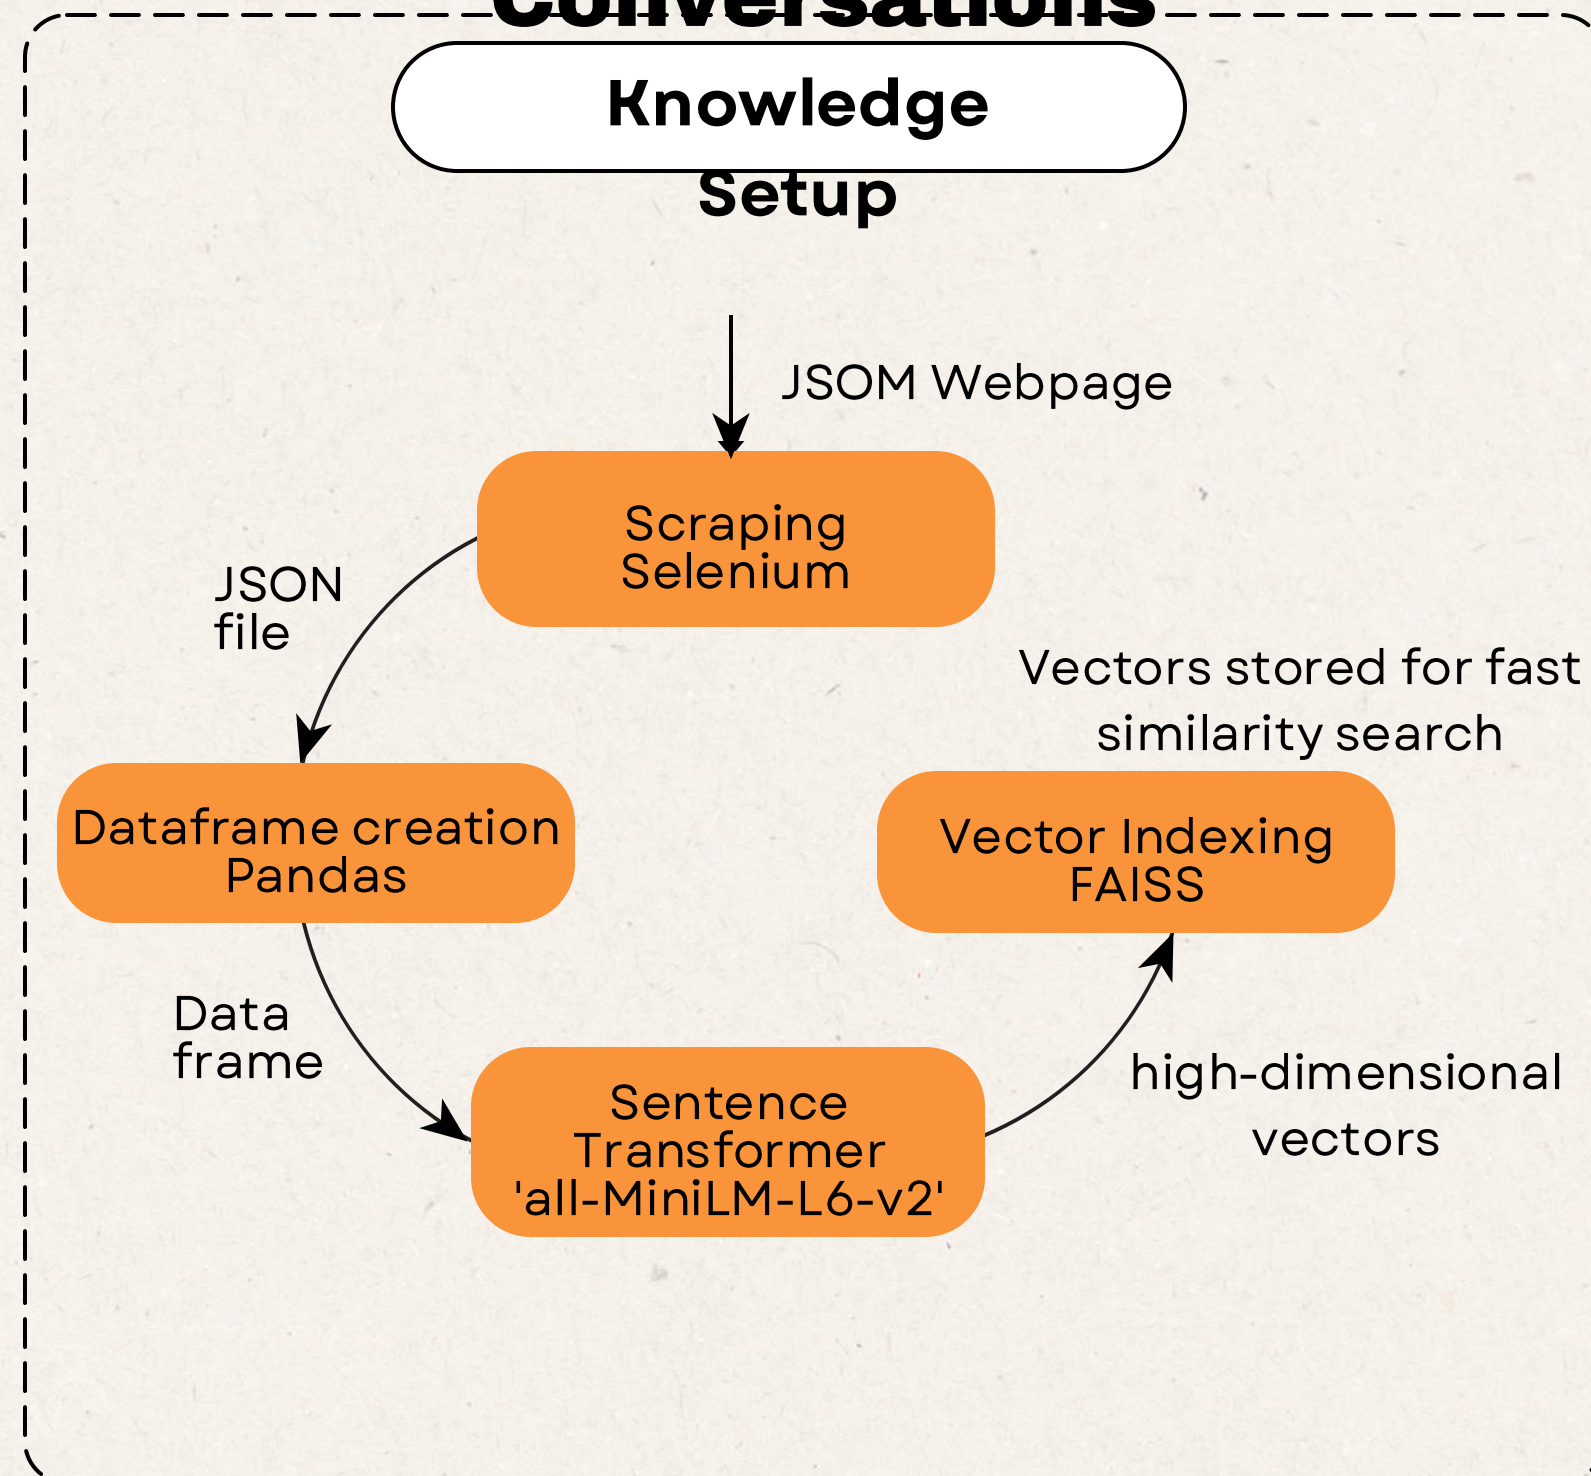 Conversations
Knowledge
Setup
JSOM Webpage
Scraping
Selenium
JSON
file
Vectors stored for fast
similarity search
Dataframe creation
Pandas
Vector Indexing
FAISS
Data
frame
high-dimensional
vectors
Sentence
Transformer
'all-MiniLM-L6-v2'